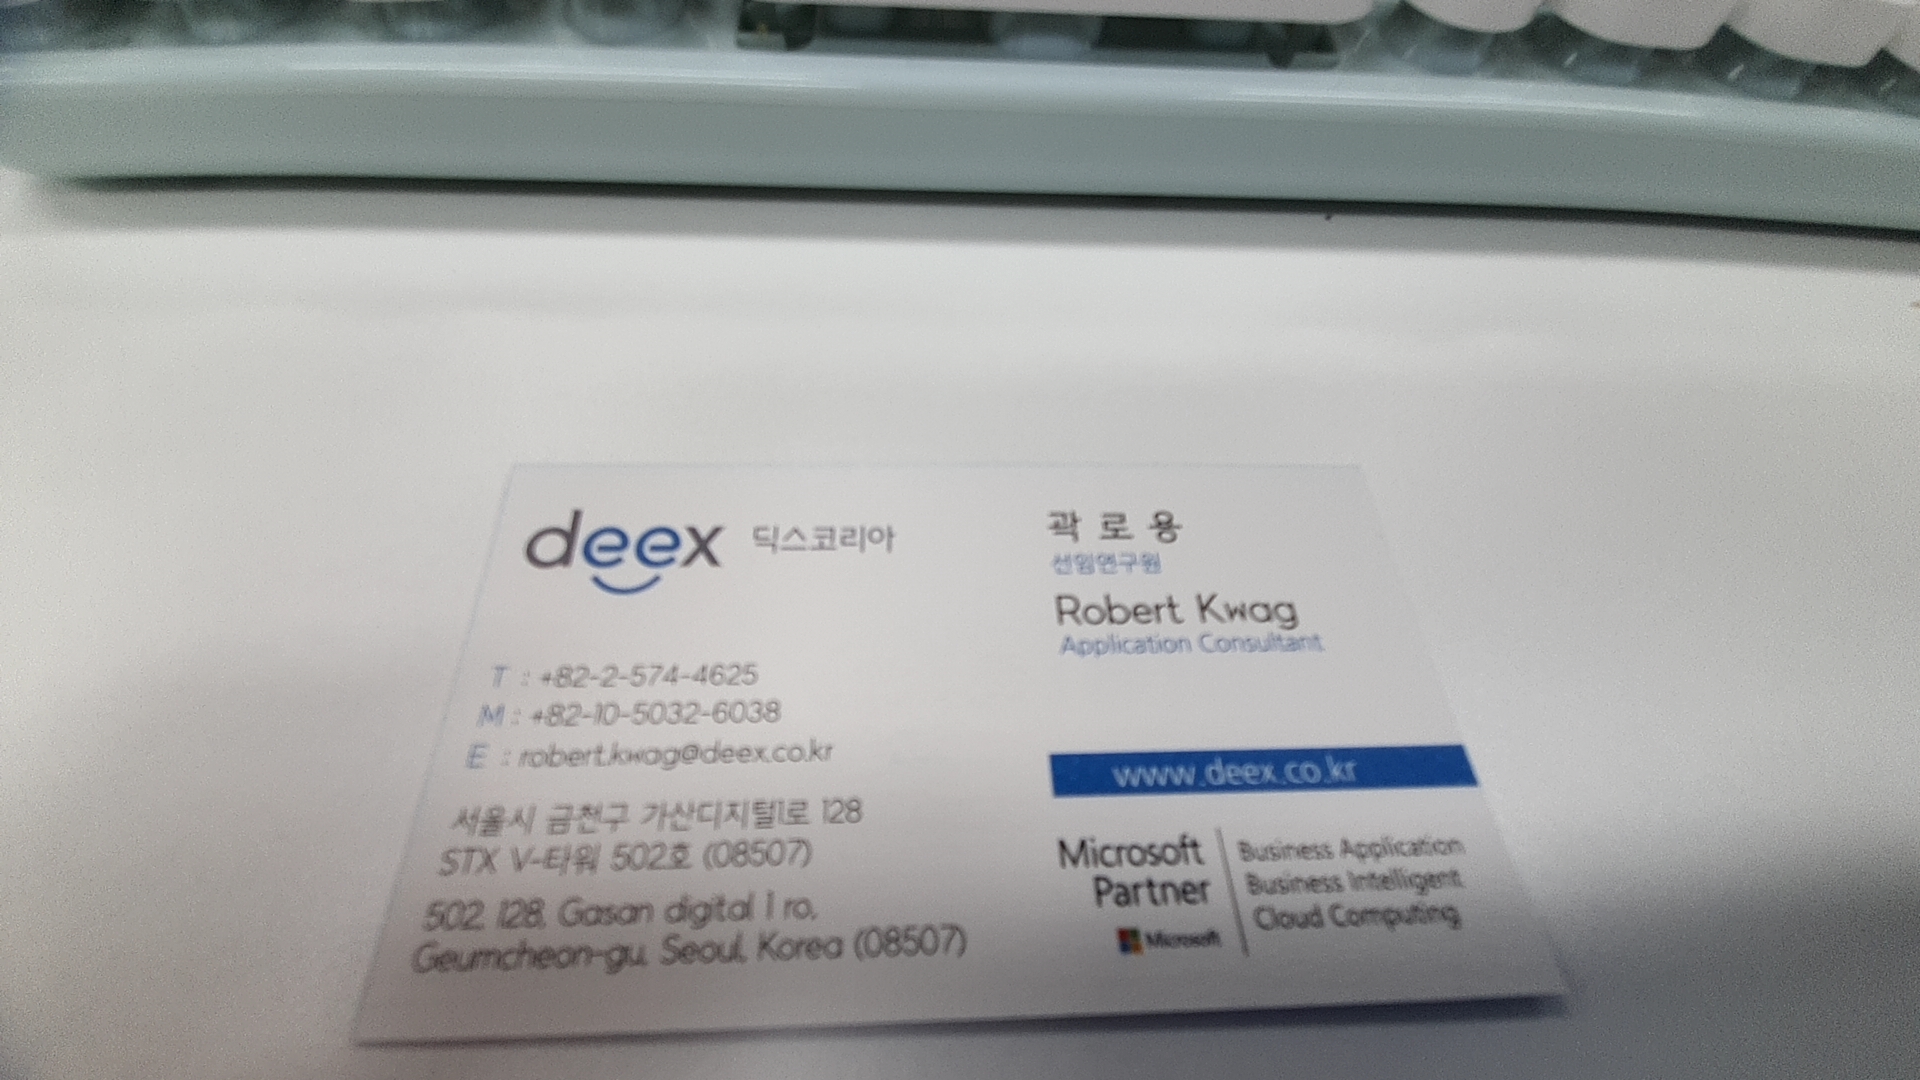 deex 딕스코리아
곽로용
선임연구원
Robert Kwag
Application Consultant
T : +82-2-574-4625
M : +82-10-5032-6038
E : robert.kwag@deex.co.kr
서울시 금천구 가산디지털1로 128
STX V-타워 502호 (08507)
502, 128, Gasan digital 1 ro,
Geumcheon-gu, Seoul, Korea (08507)
www.deex.co.kr
Microsoft
Partner
Microsoft
Business Application
Business Intelligent
Cloud Computing